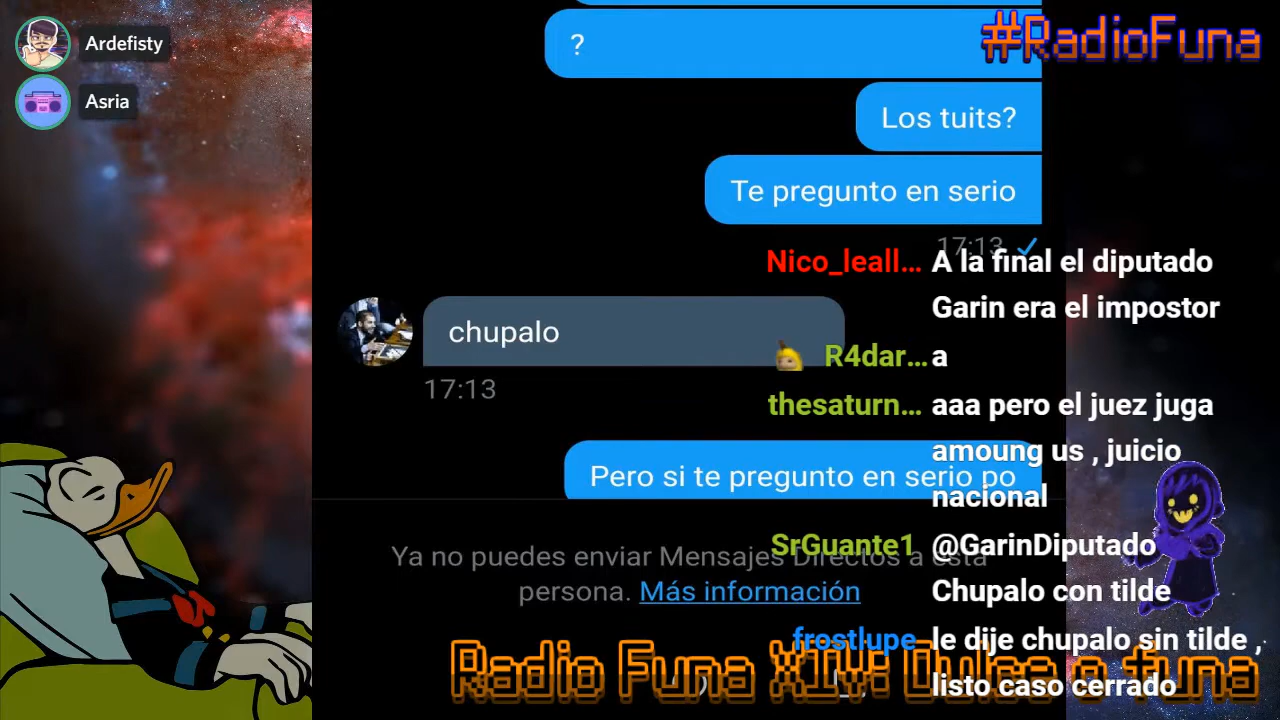 Ardefisty
Asria
#RadioFuna
?
Los tuits?
Te pregunto en serio
17:13
chupalo
17:13
Pero si te pregunto en serio po
Ya no puedes enviar Mensajes Directos a esta
persona. Más información
Nico_leall… A la final el diputado
Garin era el impostor
R4dar… a
thesaturn… aaa pero el juez juga
amoung us , juicio
nacional
SrGuante1 @GarinDiputado
Chupalo con tilde
frostlupe le dije chupalo sin tilde ,
listo caso cerrado
Radio Funa XIV: Dulce o funa